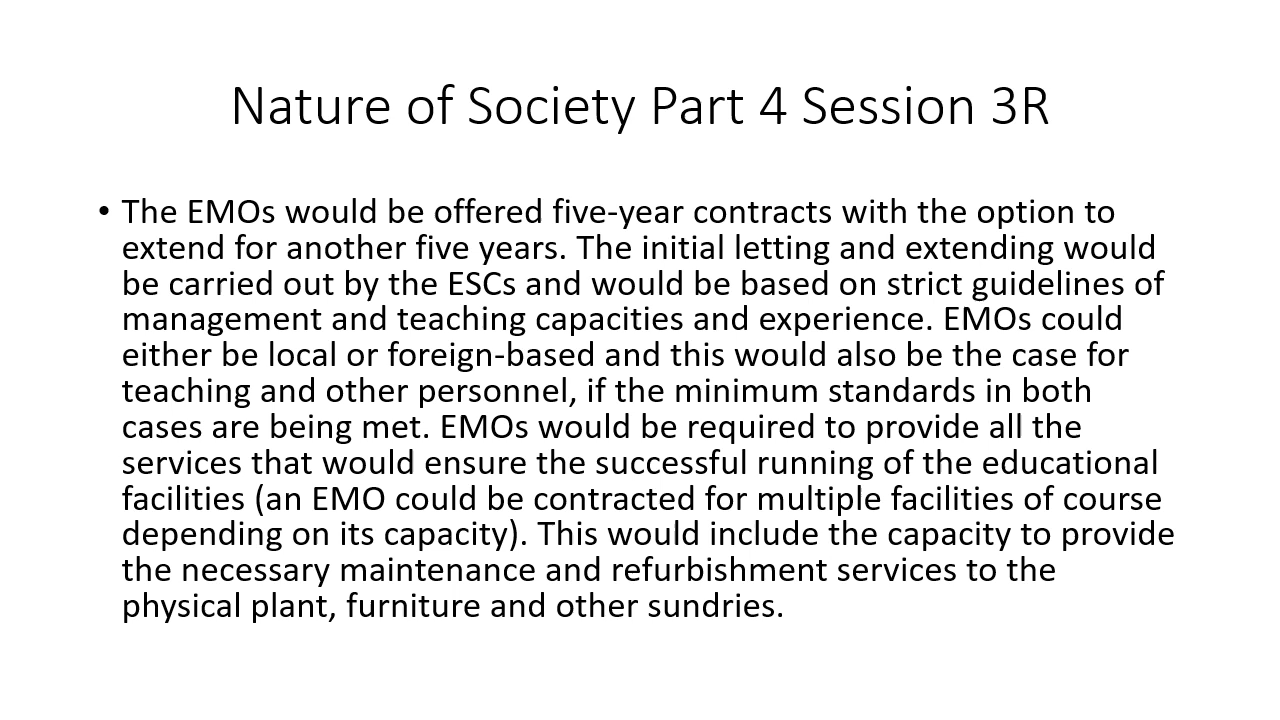 Nature of Society Part 4 Session 3R
• The EMOs would be offered five-year contracts with the option to
extend for another five years. The initial letting and extending would
be carried out by the ESCs and would be based on strict guidelines of
management and teaching capacities and experience. EMOs could
either be local or foreign-based and this would also be the case for
teaching and other personnel, if the minimum standards in both
cases are being met. EMOs would be required to provide all the
services that would ensure the successful running of the educational
facilities (an EMO could be contracted for multiple facilities of course
depending on its capacity). This would include the capacity to provide
the necessary maintenance and refurbishment services to the
physical plant, furniture and other sundries.